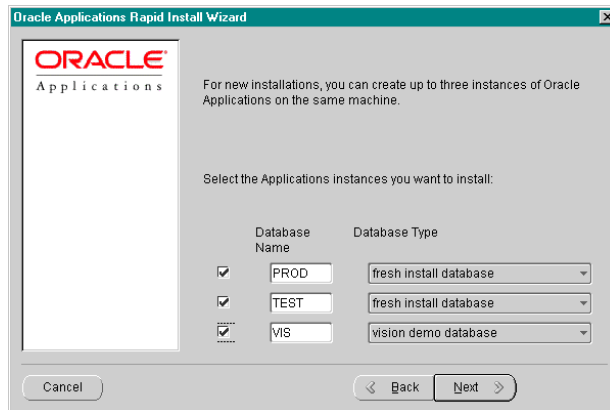 Oracle Applications Rapid Install Wizard
ORACLE
Applications
For new installations, you can create up to three instances of Oracle
Applications on the same machine.
Select the Applications instances you want to install:
Database
Name
Database Type
PROD
fresh install database
TEST
fresh install database
VIS
vision demo database
Cancel
Back
Next